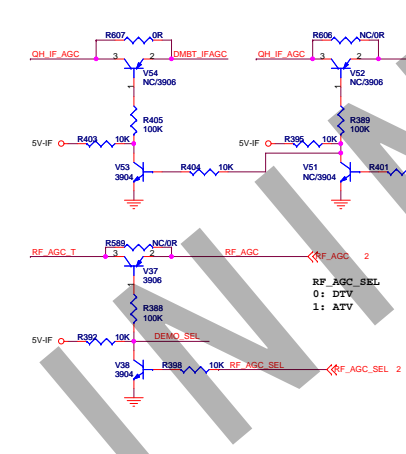 R607 0R
QH_IF_AGC 3 2 DMBT_IFAGC
V54
NC/3906
1
R405
100K
5V-IF R403 10K
V53
3904
R404 10K
R606 NC/0R
QH_IF_AGC 3 2
V52
NC/3906
1
R389
100K
5V-IF R395 10K
V51
NC/3904
R401
R589 NC/0R
RF_AGC_T 3 2 RF_AGC RF_AGC 2
V37
3906
1
R388
100K
RF_AGC_SEL
0: DTV
1: ATV
5V-IF R392 10K DEMO_SEL
V38
3904
R398 10K RF_AGC_SEL RF_AGC_SEL 2